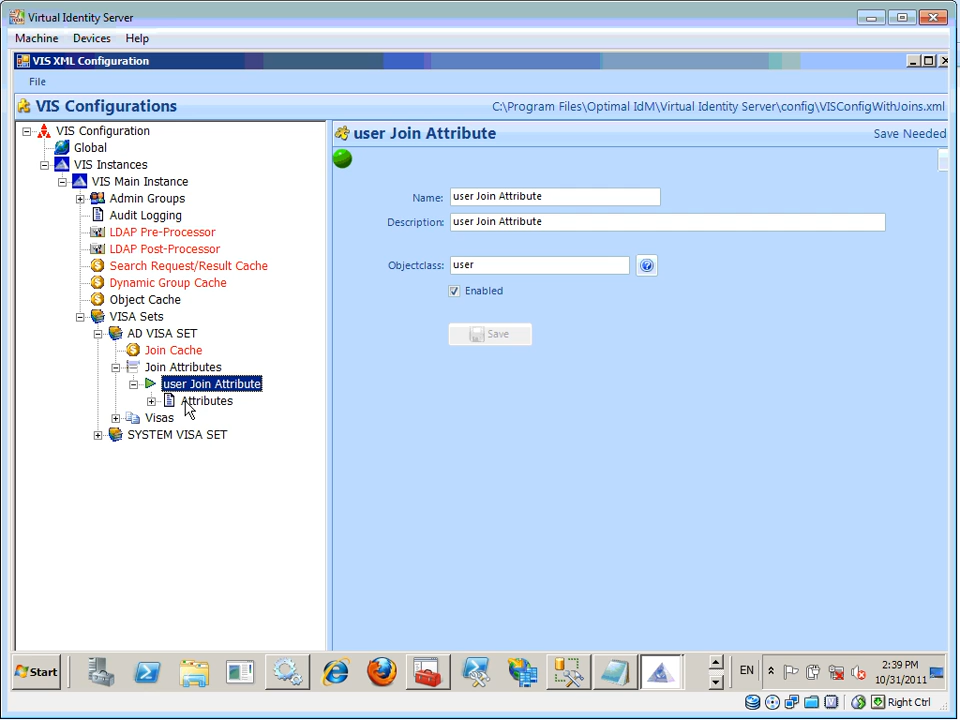 Virtual Identity Server
Machine Devices Help
VIS XML Configuration
File
VIS Configurations
C:\Program Files\Optimal IdM\Virtual Identity Server\config\VISConfigWithJoins.xml
VIS Configuration
Global
VIS Instances
VIS Main Instance
Admin Groups
Audit Logging
LDAP Pre-Processor
LDAP Post-Processor
Search Request/Result Cache
Dynamic Group Cache
Object Cache
VISA Sets
AD VISA SET
Join Cache
Join Attributes
user Join Attribute
Attributes
Visas
SYSTEM VISA SET
user Join Attribute
Save Needed
Name: user Join Attribute
Description: user Join Attribute
Objectclass: user
Enabled
Save
Start
EN
2:39 PM
10/31/2011
Right Ctrl